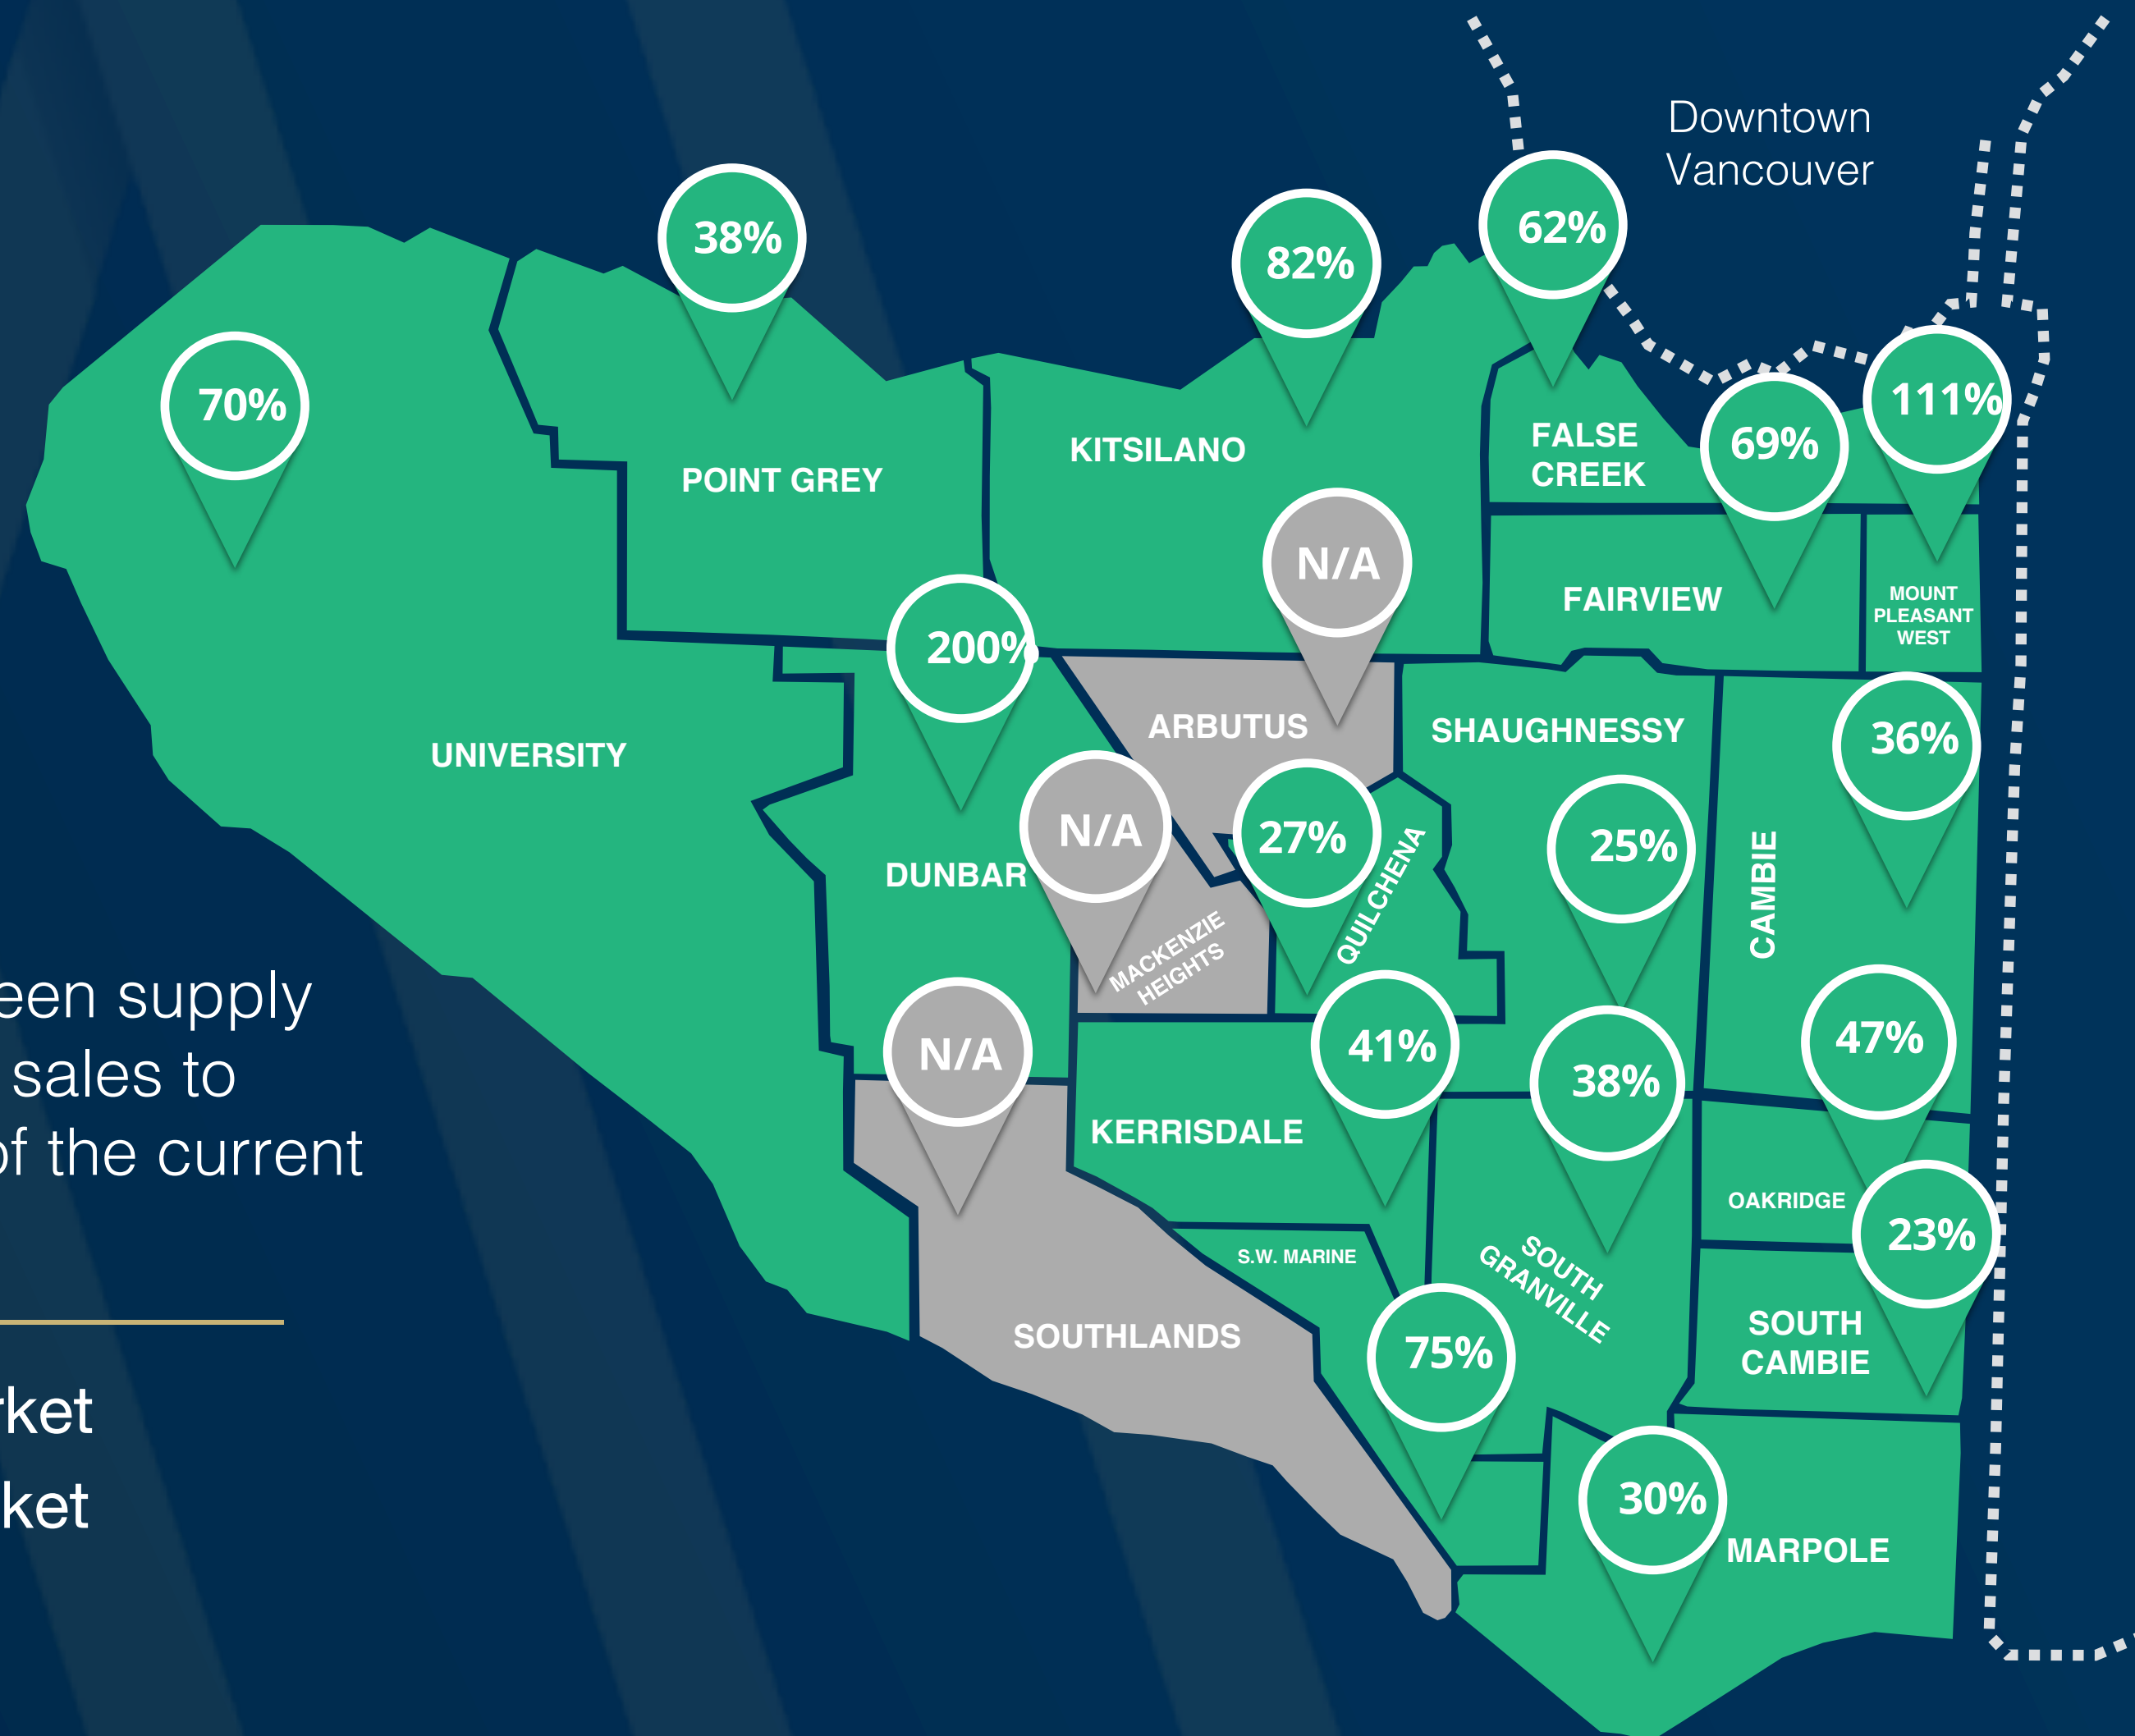 Downtown
Vancouver
38%
82%
62%
70%
111%
69%
FALSE
CREEK
KITSILANO
POINT GREY
N/A
FAIRVIEW
MOUNT
PLEASANT
WEST
200%
ARBUTUS
SHAUGHNESSY
36%
UNIVERSITY
N/A
27%
25%
DUNBAR
QUILCHENA
CAMBIE
MACKENZIE
HEIGHTS
een supply
sales to
of the current
N/A
41%
38%
47%
KERRISDALE
OAKRIDGE
23%
S.W. MARINE
SOUTH
GRANVILLE
SOUTHLANDS
75%
SOUTH
CAMBIE
rket
ket
30%
MARPOLE